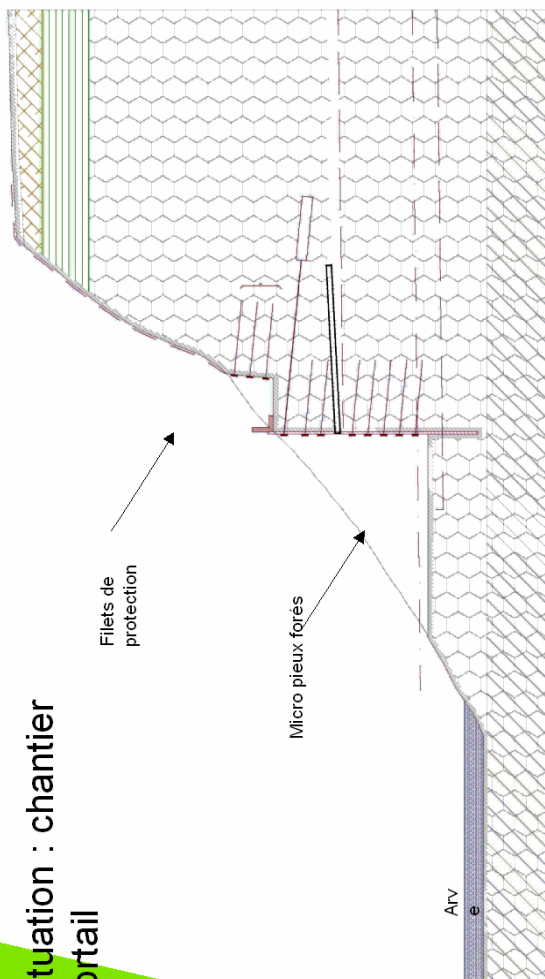 tuation : chantier
ortail
Filets de
protection
Micro pieux forés
Arv
e